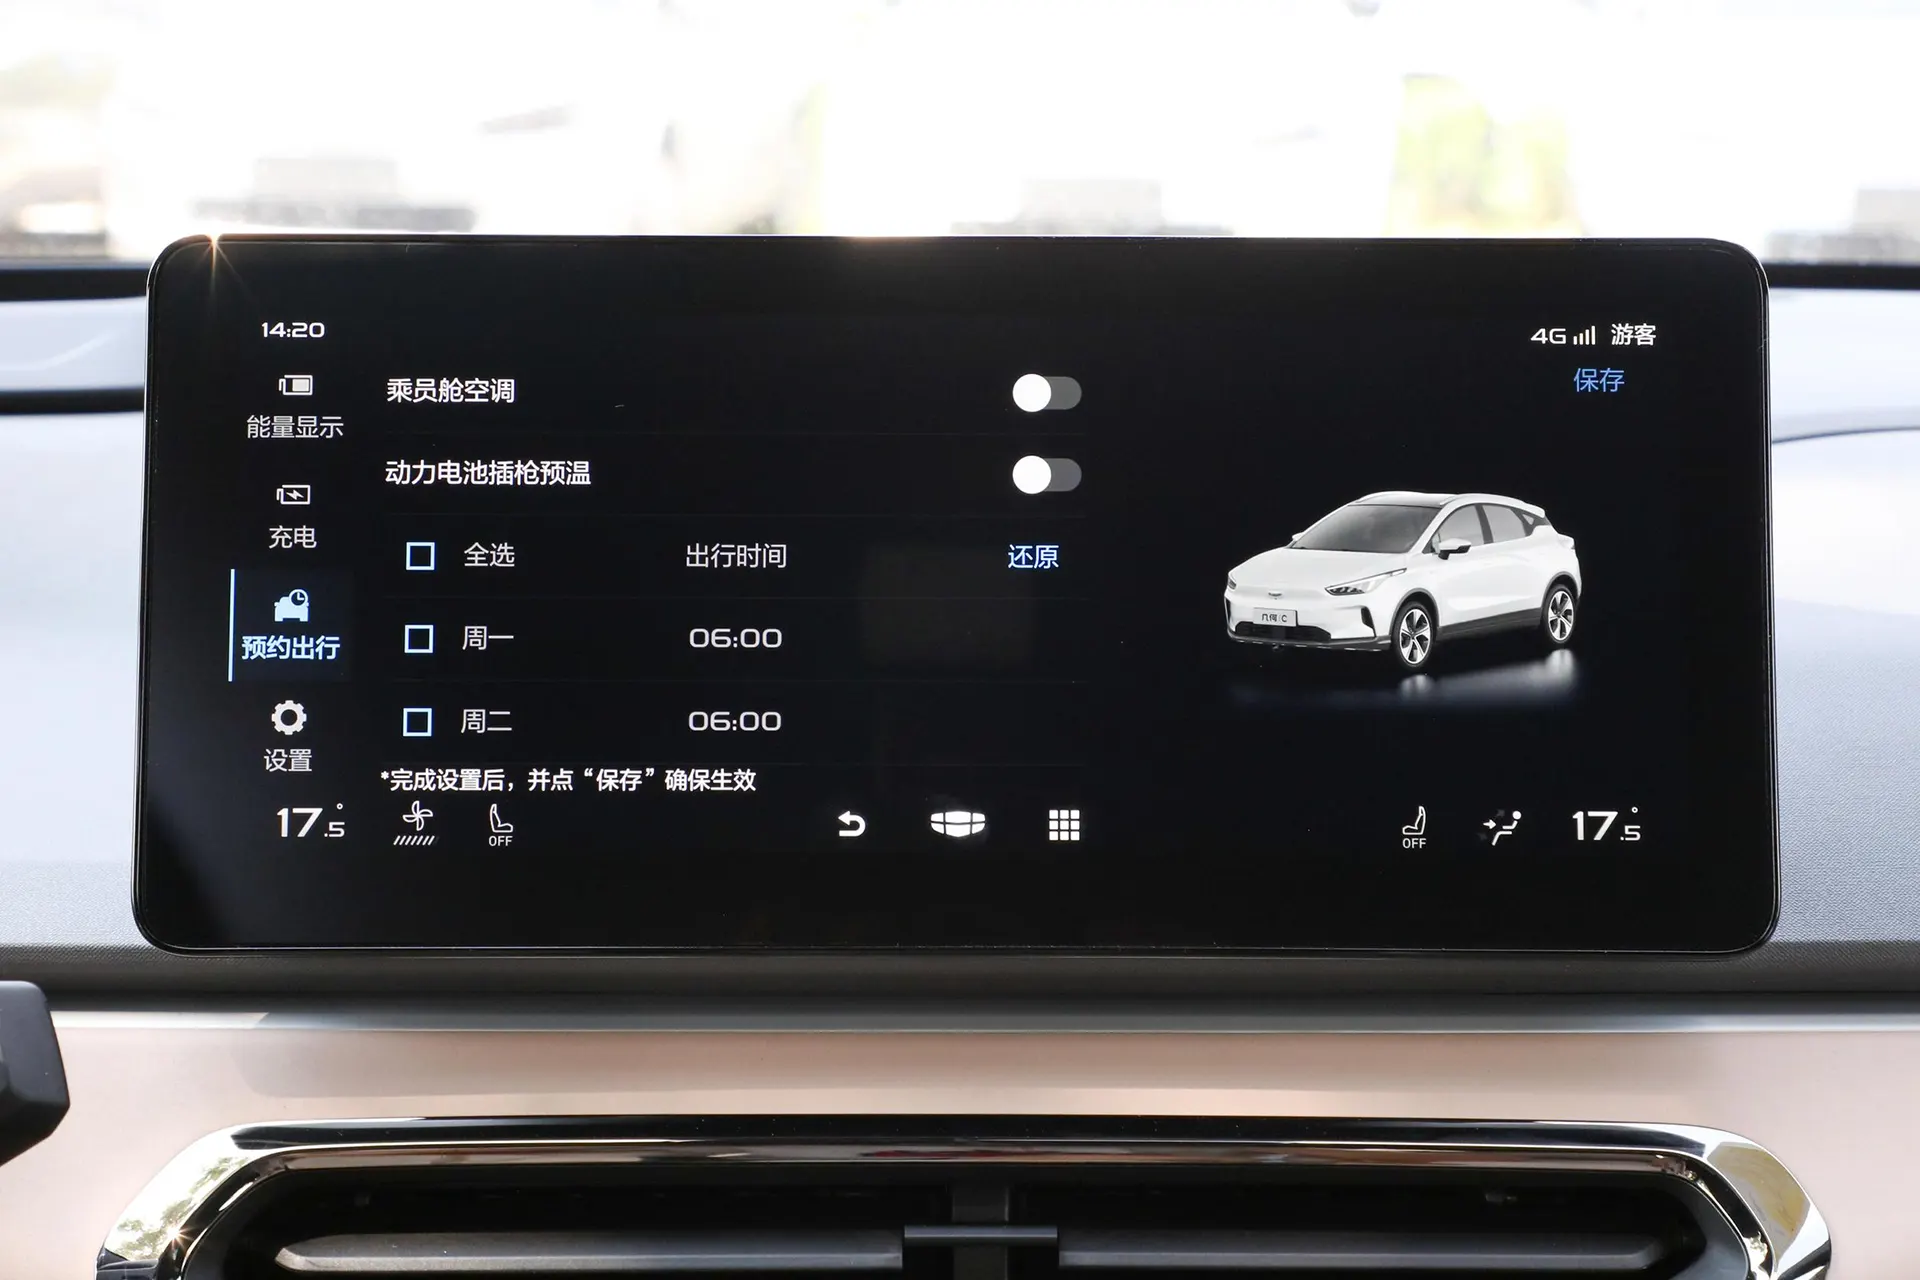 14:20
4G 游客
保存
能量显示
充电
预约出行
设置
乘员舱空调
动力电池插枪预温
全选 出行时间 还原
周一 06:00
周二 06:00
*完成设置后，并点“保存”确保生效
几何C
17.5° OFF OFF 17.5°